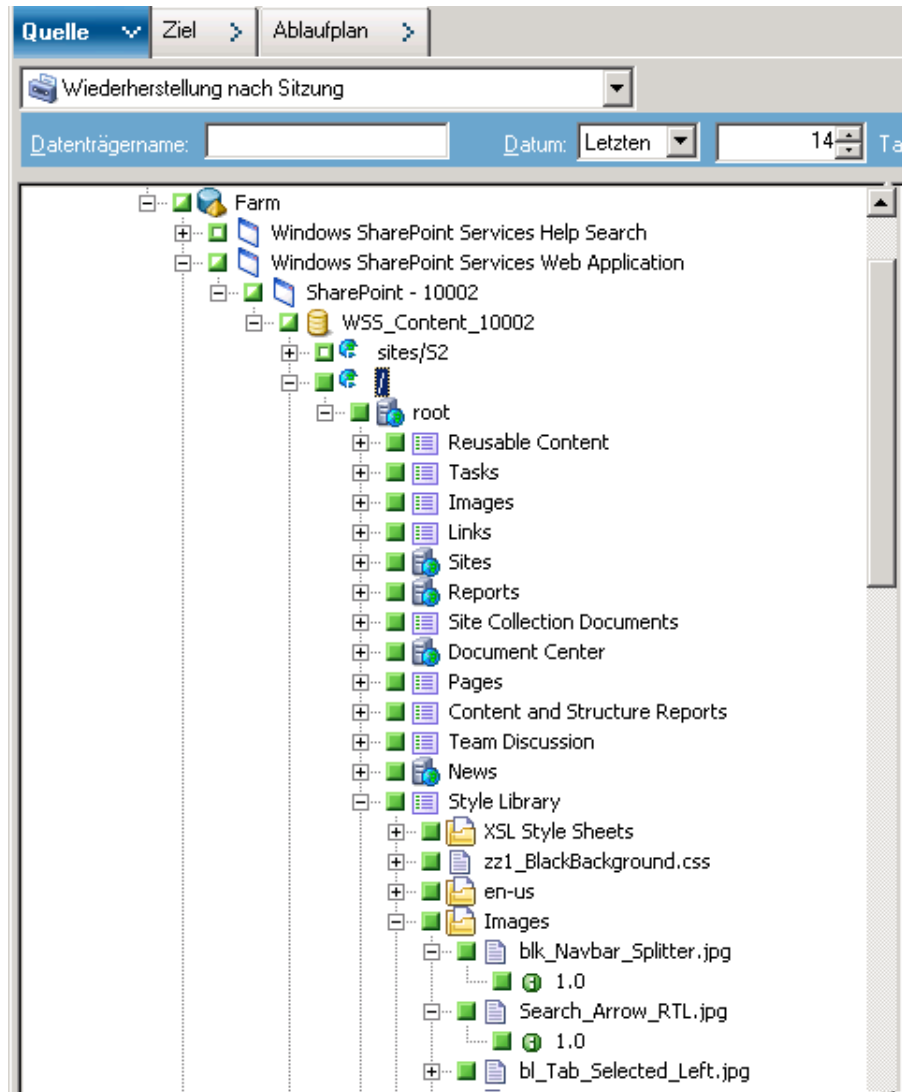 Quelle Ziel Ablaufplan
Wiederherstellung nach Sitzung
Datenträgername: Datum: Letzten 14 Ta
Farm
Windows SharePoint Services Help Search
Windows SharePoint Services Web Application
SharePoint - 10002
WSS_Content_10002
sites/S2
/
root
Reusable Content
Tasks
Images
Links
Sites
Reports
Site Collection Documents
Document Center
Pages
Content and Structure Reports
Team Discussion
News
Style Library
XSL Style Sheets
zz1_BlackBackground.css
en-us
Images
blk_Navbar_Splitter.jpg
1.0
Search_Arrow_RTL.jpg
1.0
bl_Tab_Selected_Left.jpg